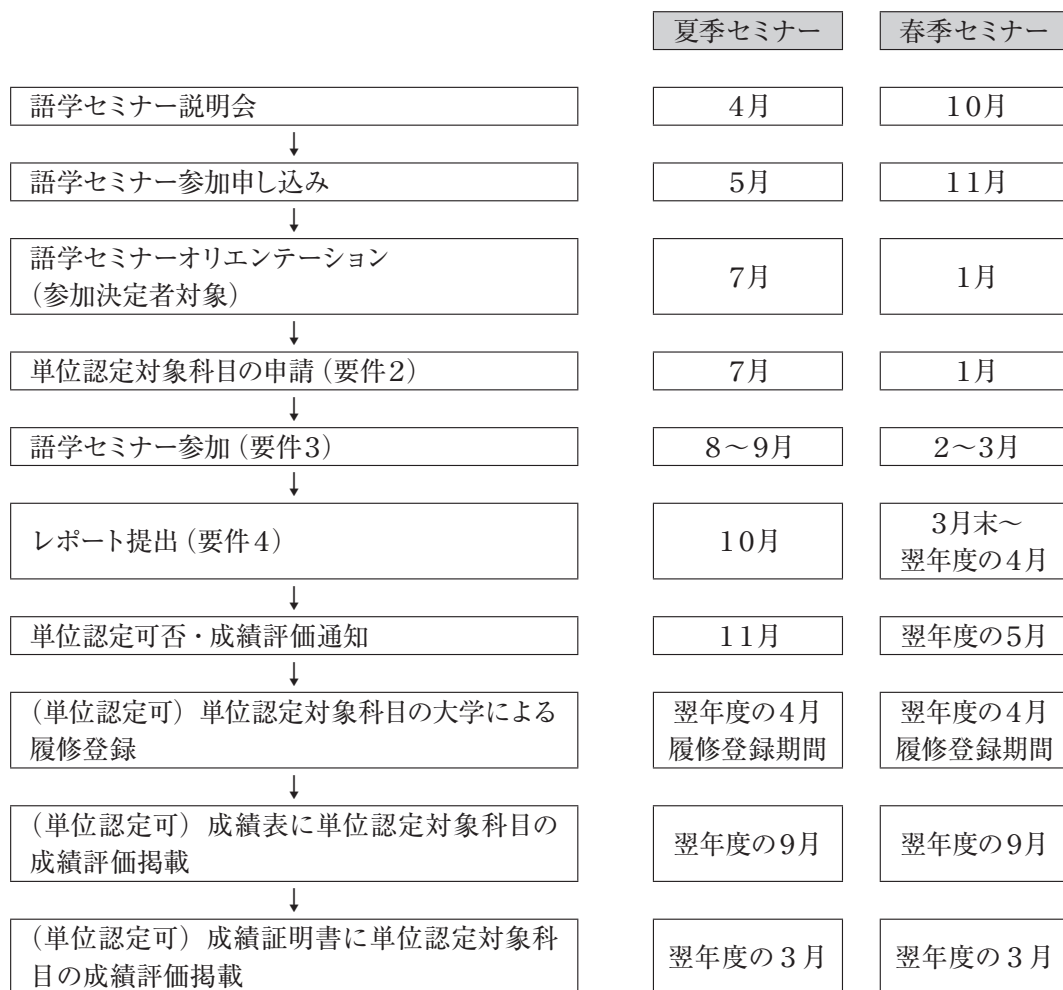 夏季セミナー 春季セミナー
語学セミナー説明会 4月 10月
↓
語学セミナー参加申し込み 5月 11月
↓
語学セミナーオリエンテーション
（参加決定者対象） 7月 1月
↓
単位認定対象科目の申請（要件2） 7月 1月
↓
語学セミナー参加（要件3） 8～9月 2～3月
↓
レポート提出（要件4） 10月 3月末～
翌年度の4月
↓
単位認定可否・成績評価通知 11月 翌年度の5月
↓
（単位認定可）単位認定対象科目の大学による 翌年度の4月 翌年度の4月
履修登録 履修登録期間 履修登録期間
↓
（単位認定可）成績表に単位認定対象科目の
成績評価掲載 翌年度の9月 翌年度の9月
↓
（単位認定可）成績証明書に単位認定対象科
目の成績評価掲載 翌年度の3月 翌年度の3月